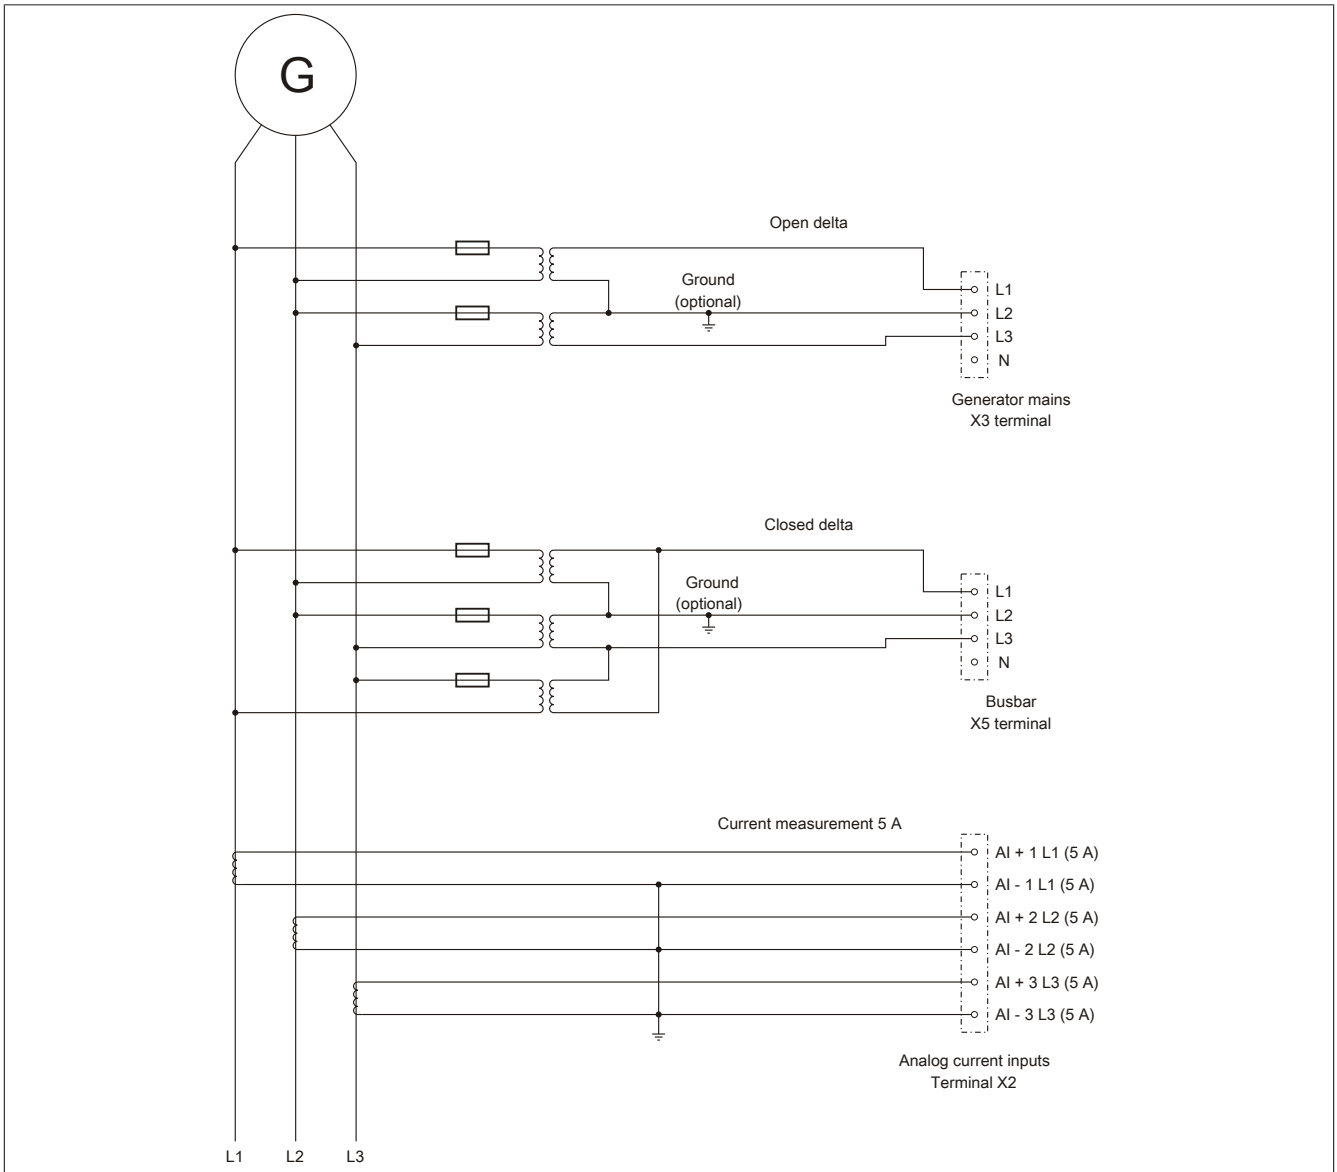 G
Open delta
Ground
(optional)
L1
L2
L3
N
Generator mains
X3 terminal
Closed delta
Ground
(optional)
L1
L2
L3
N
Busbar
X5 terminal
Current measurement 5 A
AI + 1 L1 (5 A)
AI - 1 L1 (5 A)
AI + 2 L2 (5 A)
AI - 2 L2 (5 A)
AI + 3 L3 (5 A)
AI - 3 L3 (5 A)
Analog current inputs
Terminal X2
L1 L2 L3